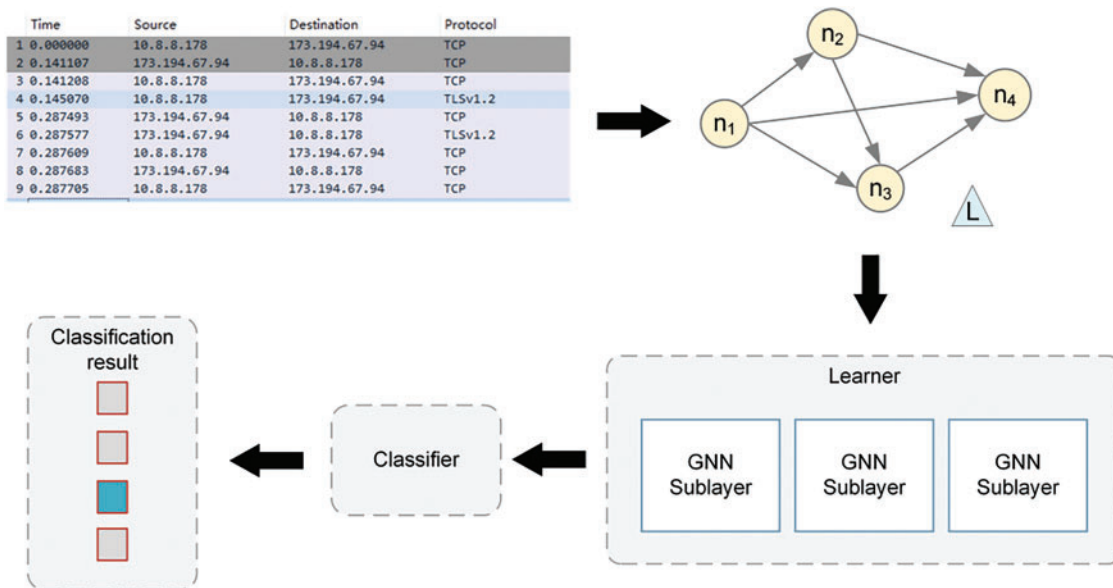 Time Source Destination Protocol
1 0.000000 10.8.8.178 173.194.67.94 TCP
2 0.141107 173.194.67.94 10.8.8.178 TCP
3 0.141208 10.8.8.178 173.194.67.94 TCP
4 0.145070 10.8.8.178 173.194.67.94 TLSv1.2
5 0.287493 173.194.67.94 10.8.8.178 TCP
6 0.287577 173.194.67.94 10.8.8.178 TLSv1.2
7 0.287609 10.8.8.178 173.194.67.94 TCP
8 0.287683 173.194.67.94 10.8.8.178 TCP
9 0.287705 10.8.8.178 173.194.67.94 TCP
n2
n1
n4
n3
L
Learner
GNN
Sublayer
GNN
Sublayer
GNN
Sublayer
Classifier
Classification
result